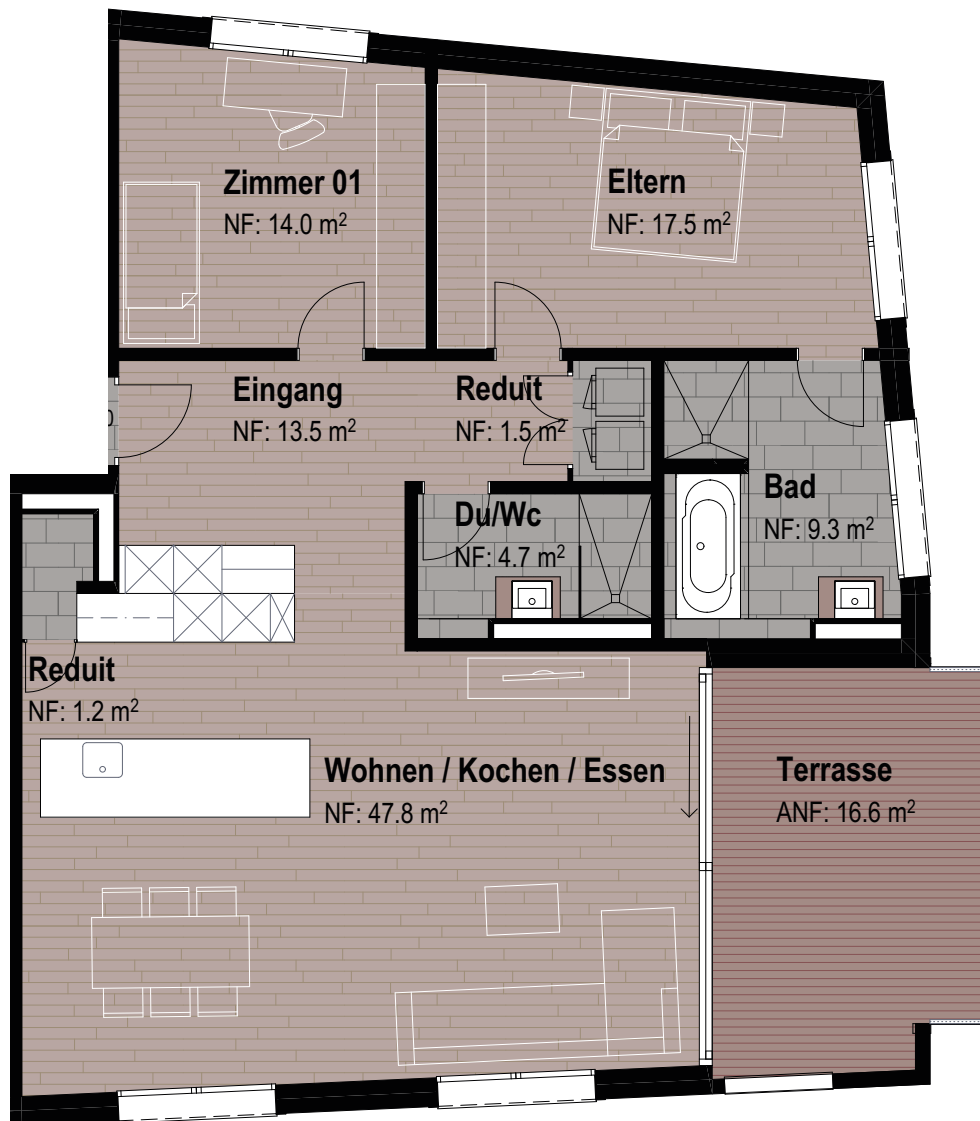 Zimmer 01
NF: 14.0 m²
Eltern
NF: 17.5 m²
Eingang
NF: 13.5 m²
Reduit
NF: 1.5 m²
Du/Wc
NF: 4.7 m²
Bad
NF: 9.3 m²
Reduit
NF: 1.2 m²
Wohnen / Kochen / Essen
NF: 47.8 m²
Terrasse
ANF: 16.6 m²